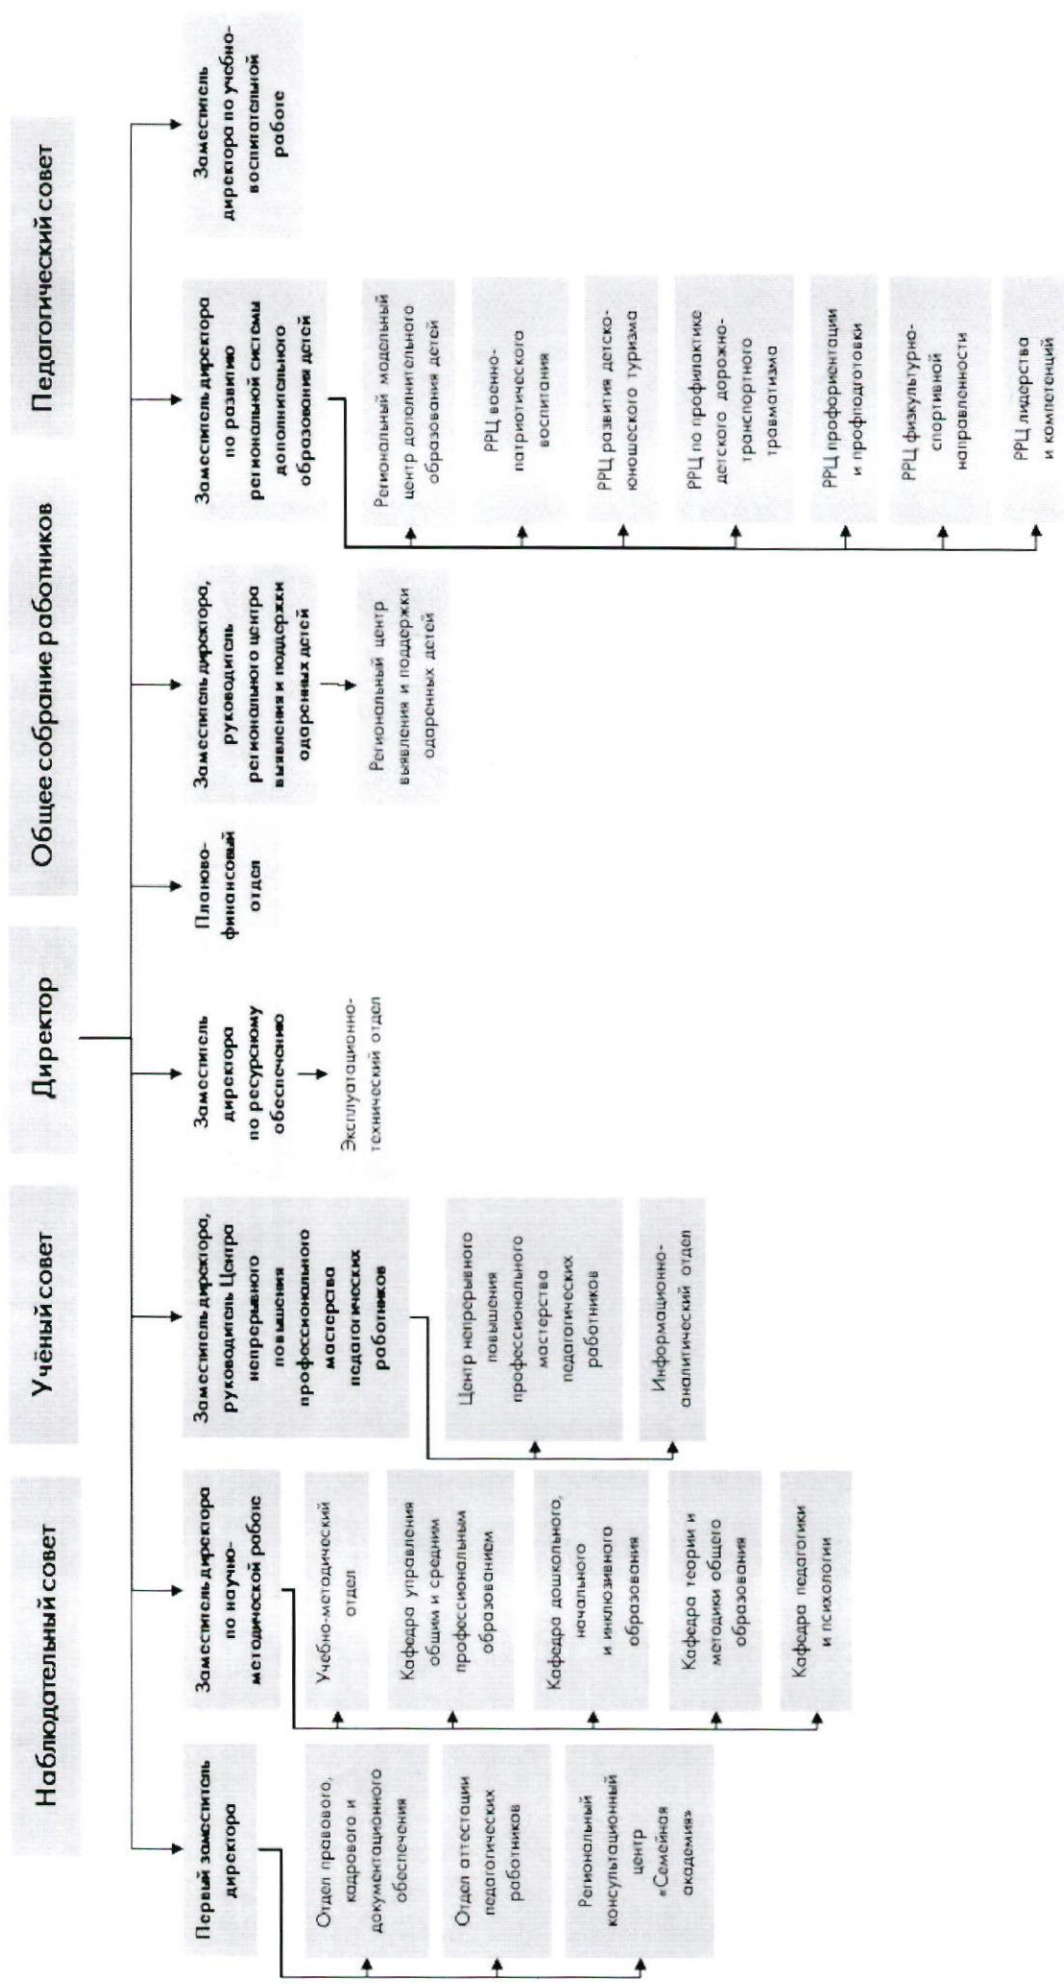 Наблюдательный совет
Учёный совет
Директор
Общее собрание работников
Педагогический совет
Первый заместитель
директора
Отдел правового,
кадрового и
документационного
обеспечения
Отдел аттестации
педагогических
работников
Региональный
консультационный
центр
«Семейная
академия»
Заместитель директора
по научно-
методической работе
Учебно-методический
отдел
Кафедра управления
общим и средним
профессиональным
образованием
Кафедра дошкольного,
начального
и инклюзивного
образования
Кафедра теории и
методики общего
образования
Кафедра педагогики
и психологии
Заместитель директора,
руководитель Центра
непрерывного
повышения
профессионального
мастерства
педагогических
работников
Центр непрерывного
повышения
профессионального
мастерства
педагогических
работников
Информационно-
аналитический отдел
Заместитель
директора
по ресурсному
обеспечению
Эксплуатационно-
технический отдел
Планово-
финансовый
отдел
Заместитель директора,
руководитель
регионального центра
выявления и поддержки
одаренных детей
Региональный центр
выявления и поддержки
одаренных детей
Заместитель директора
по развитию
региональной системы
дополнительного
образования детей
Региональный модельный
центр дополнительного
образования детей
РРЦ военно-
патриотического
воспитания
РРЦ развития детско-
юношеского туризма
РРЦ по профилактике
детского дорожно-
транспортного
травматизма
РРЦ профориентации
и профподготовки
РРЦ физкультурно-
спортивной
направленности
РРЦ лидерства
и компетенций
Заместитель
директора по учебно-
воспитательной
работе